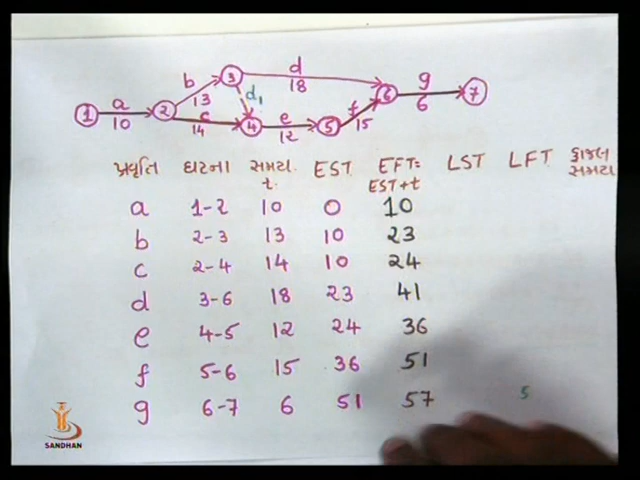 b 3 d 6 g
1 a 2 13 d1 18 f 6 7
10 c 14 4 e 12 5 15
પ્રવૃતિ ઘટના સમય t. EST EFT= EST+t LST LFT ફાજલ સમય
a 1-2 10 0 10
b 2-3 13 10 23
c 2-4 14 10 24
d 3-6 18 23 41
e 4-5 12 24 36
f 5-6 15 36 51
g 6-7 6 51 57 5
SANDHAN